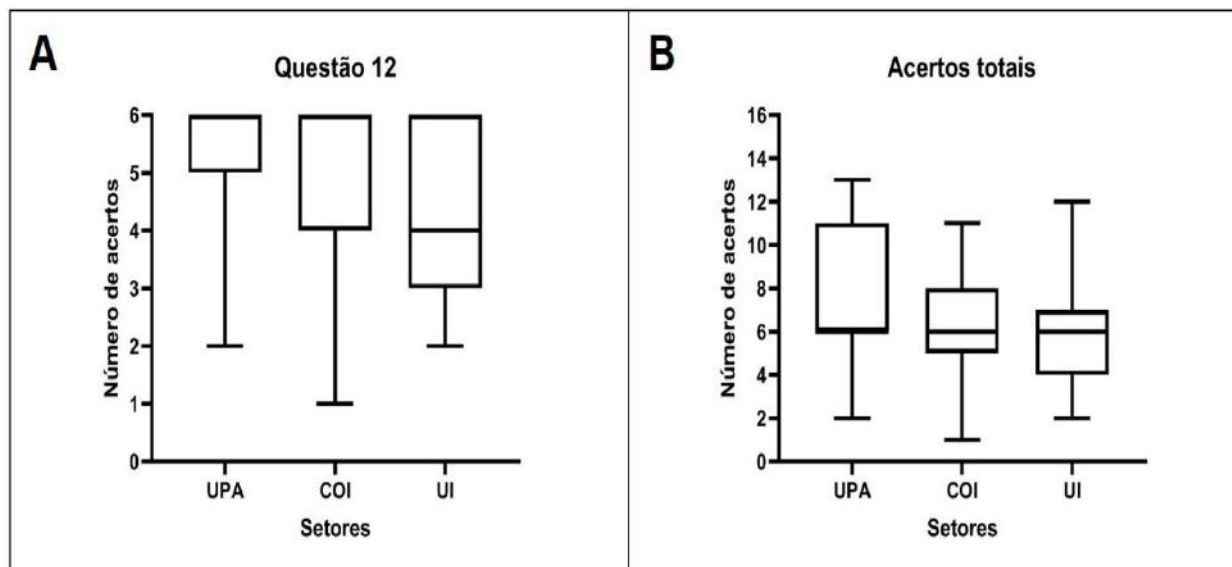 A
Questão 12
Número de acertos
6
5
4
3
2
1
0
UPA
COI
UI
Setores
B
Acertos totais
Número de acertos
16
14
12
10
8
6
4
2
0
UPA
COI
UI
Setores